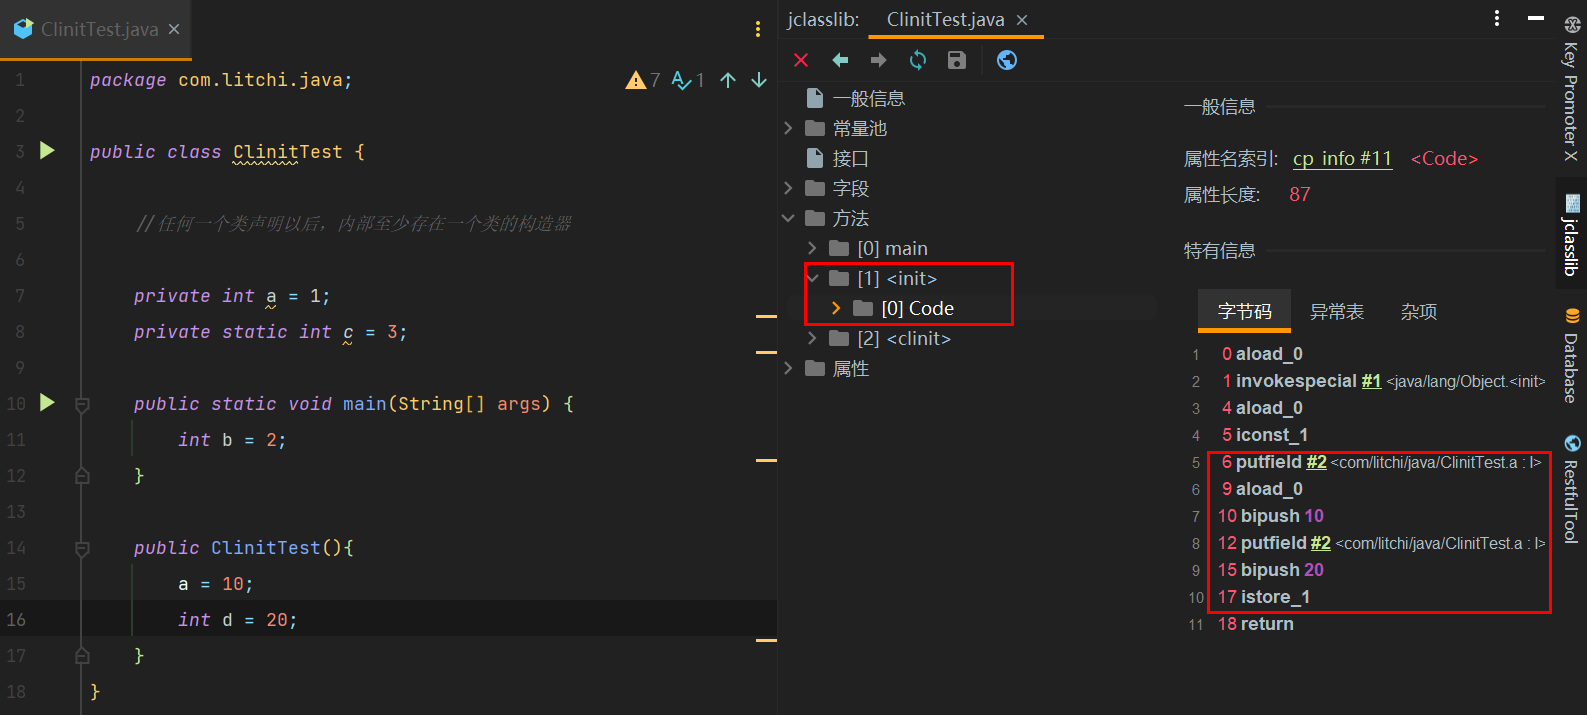 ClinitTest.java
1 package com.litchi.java;
7 1
2
3 public class ClinitTest {
4
5 //任何一个类声明以后，内部至少存在一个类的构造器
6
7 private int a = 1;
8 private static int c = 3;
9
10 public static void main(String[] args) {
11 int b = 2;
12 }
13
14 public ClinitTest(){
15 a = 10;
16 int d = 20;
17 }
18 }
jclasslib: ClinitTest.java
一般信息
常量池
接口
字段
方法
[0] main
[1] <init>
[0] Code
[2] <clinit>
属性
一般信息
属性名索引: cp_info #11 <Code>
属性长度: 87
特有信息
字节码 异常表 杂项
1 0 aload_0
2 1 invokespecial #1 <java/lang/Object.<init>
3 4 aload_0
4 5 iconst_1
5 6 putfield #2 <com/litchi/java/ClinitTest.a : I>
6 9 aload_0
7 10 bipush 10
8 12 putfield #2 <com/litchi/java/ClinitTest.a : I>
9 15 bipush 20
10 17 istore_1
11 18 return
Key Promoter X
jclasslib
Database
RestfulTool